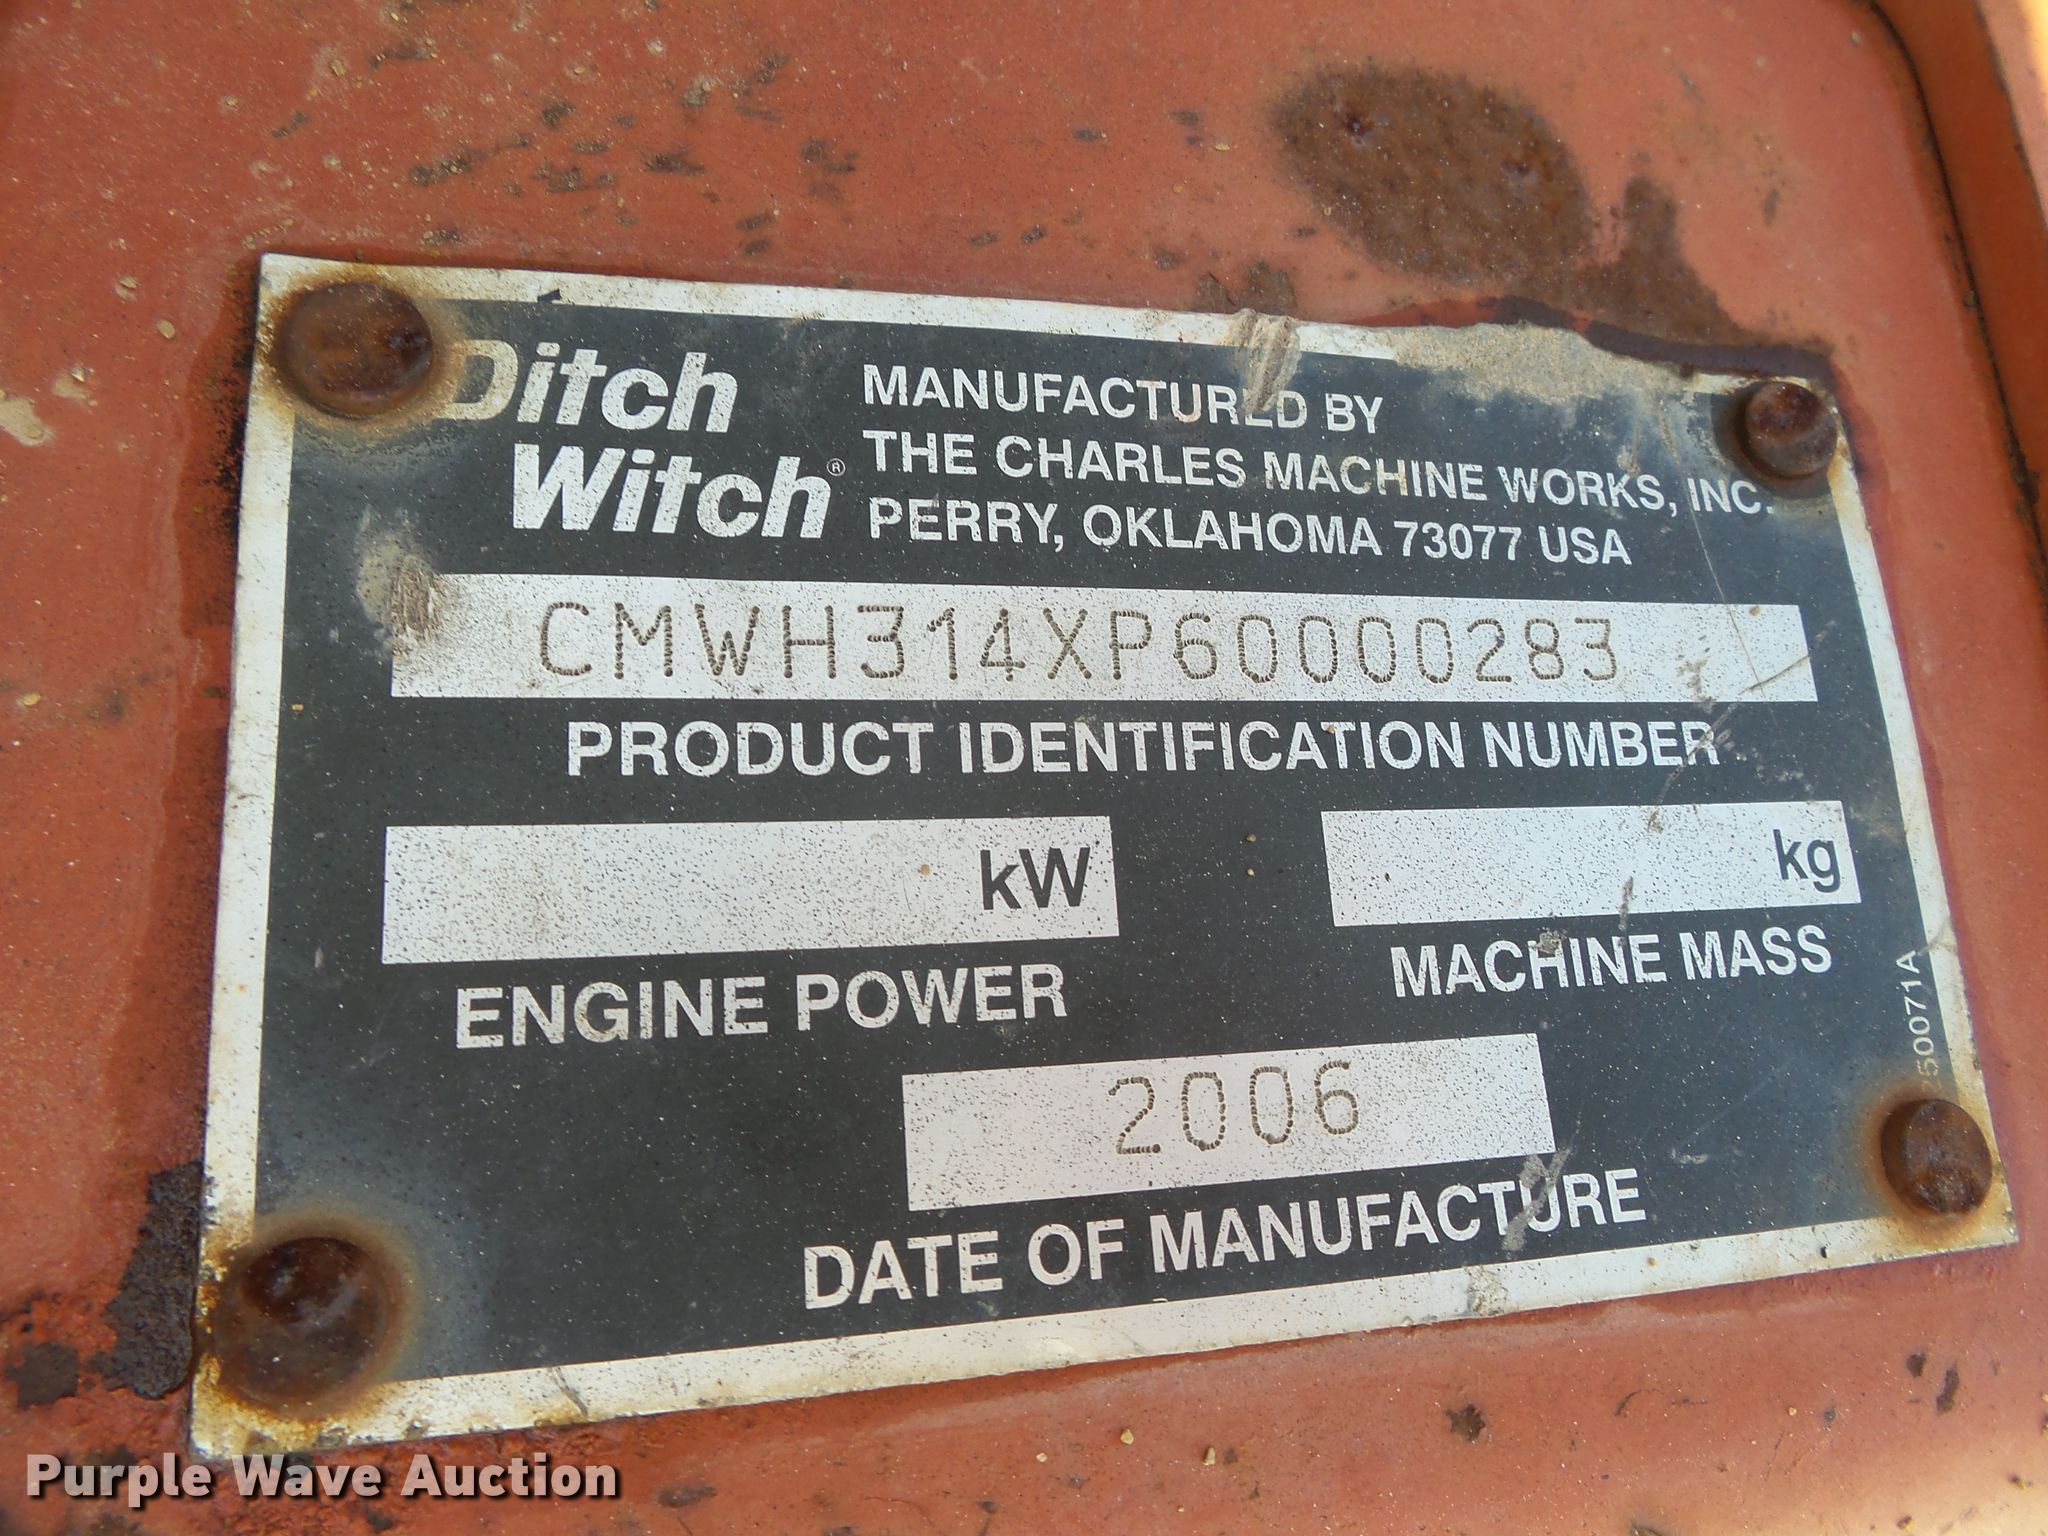 Ditch
Witch®
MANUFACTURED BY
THE CHARLES MACHINE WORKS, INC.
PERRY, OKLAHOMA 73077 USA
CMWH314XP60000283
PRODUCT IDENTIFICATION NUMBER
kW
ENGINE POWER
kg
MACHINE MASS
2006
DATE OF MANUFACTURE
Purple Wave Auction